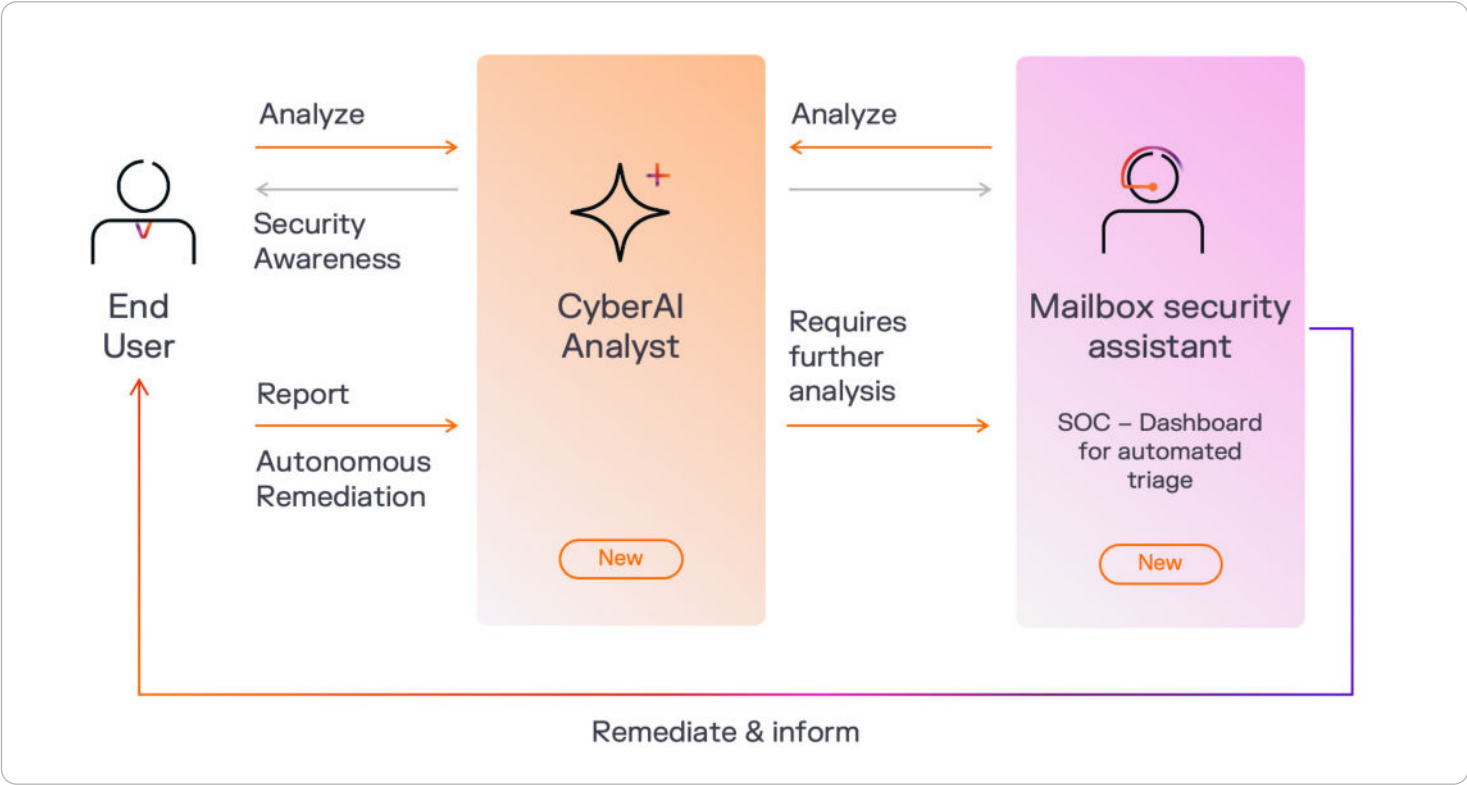 Analyze
Security
Awareness
End
User
Report
Autonomous
Remediation
CyberAI
Analyst
New
Analyze
Requires
further
analysis
Mailbox security
assistant
SOC – Dashboard
for automated
triage
New
Remediate & inform